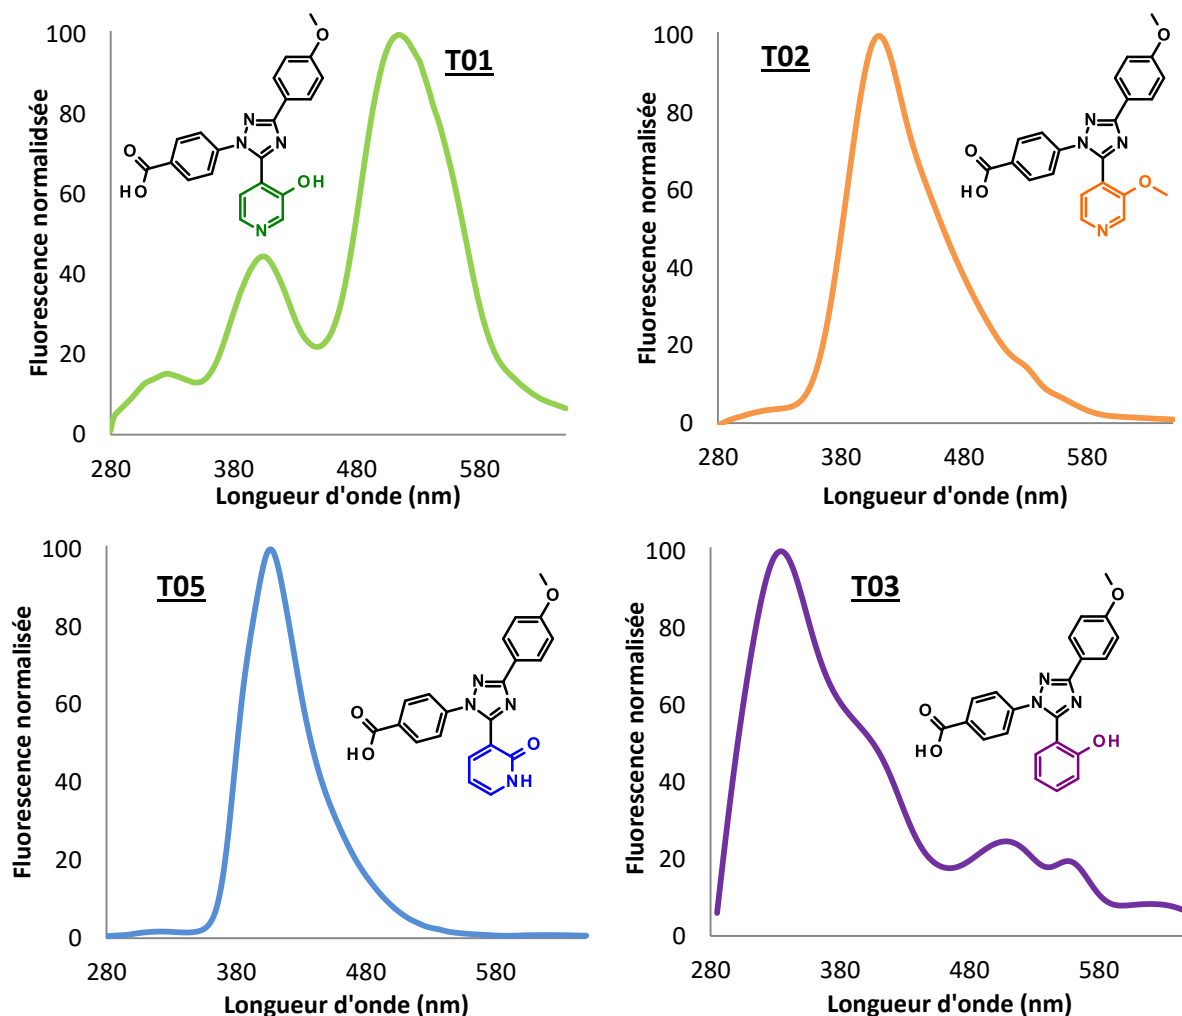 Fluorescence normalidsée
100
80
60
40
20
0
280
380
480
580
Longueur d'onde (nm)
T01
O
N
N
N
N
O
HO
OH
N
Fluorescence normalisée
100
80
60
40
20
0
280
380
480
580
Longueur d'onde (nm)
T02
O
N
N
N
O
HO
O
N
Fluorescence normalisée
100
80
60
40
20
0
280
380
480
580
Longueur d'onde (nm)
T05
O
N
N
N
O
HO
O
NH
Fluorescence normalisée
100
80
60
40
20
0
280
380
480
580
Longueur d'onde (nm)
T03
O
N
N
N
O
HO
OH